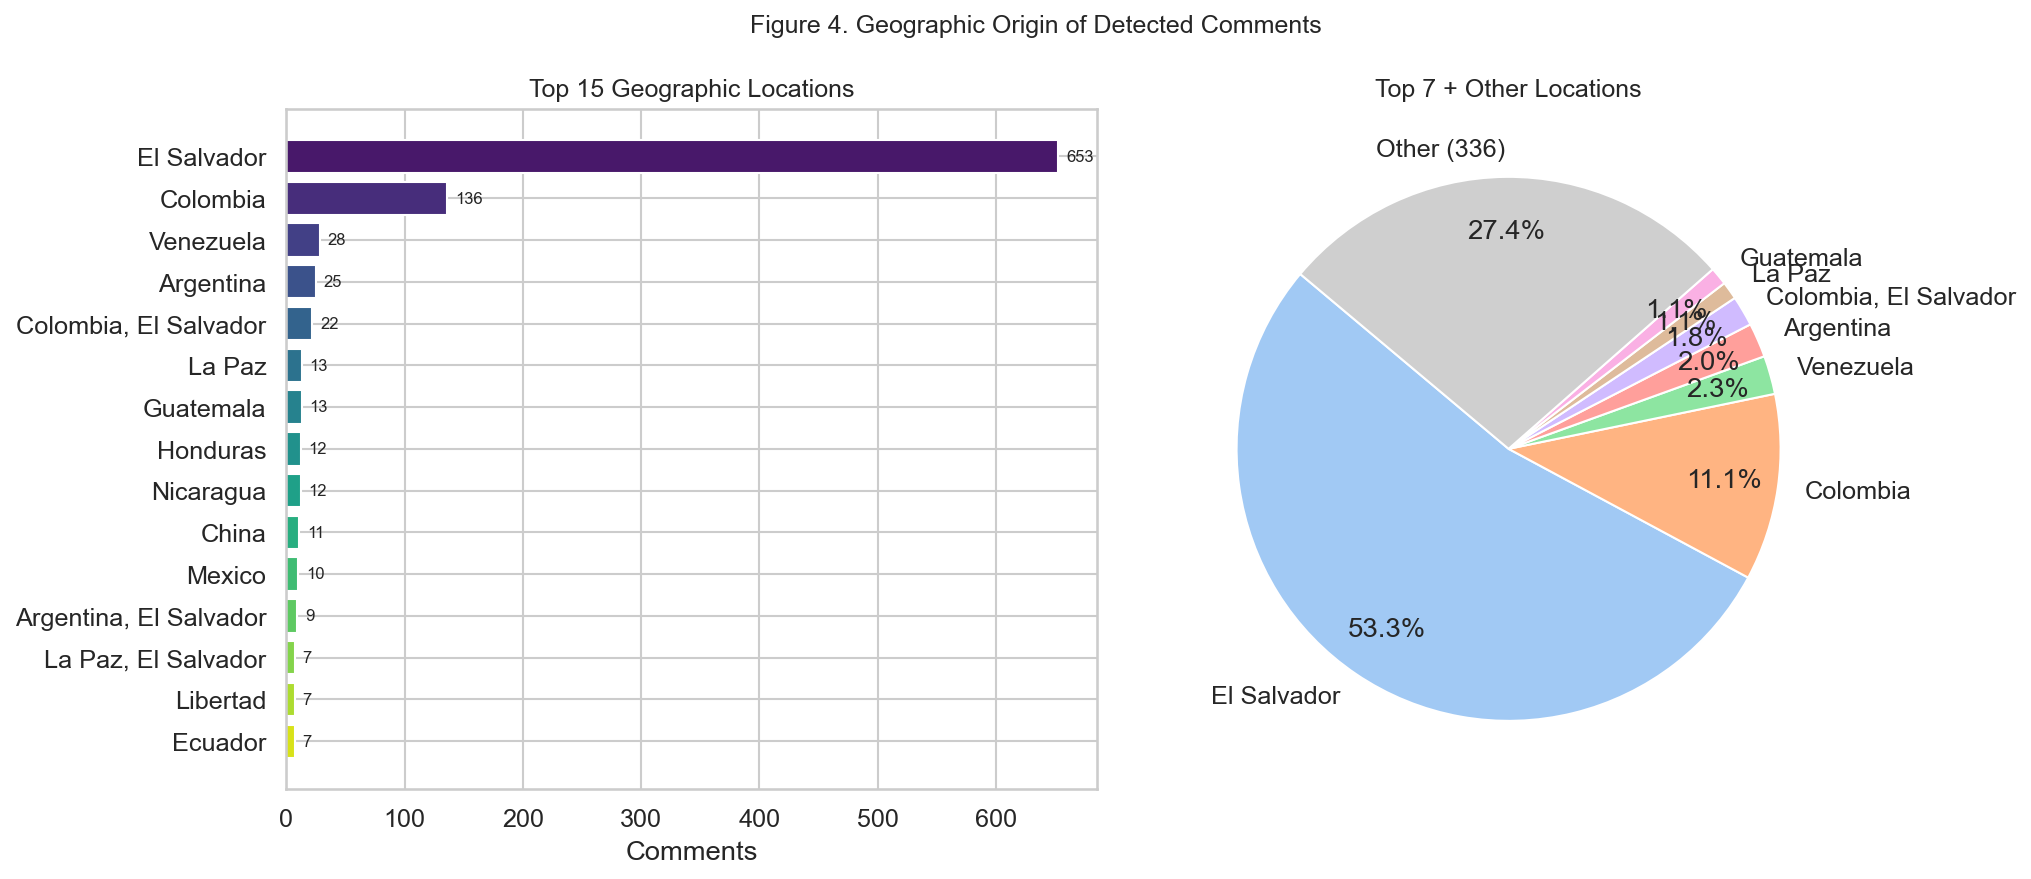 Figure 4. Geographic Origin of Detected Comments
Top 15 Geographic Locations
El Salvador
653
Colombia
136
Venezuela
28
Argentina
25
Colombia, El Salvador
22
La Paz
13
Guatemala
13
Honduras
12
Nicaragua
12
China
11
Mexico
10
Argentina, El Salvador
9
La Paz, El Salvador
7
Libertad
7
Ecuador
7
0 100 200 300 400 500 600
Comments
Top 7 + Other Locations
Other (336)
27.4%
Guatemala
1.1%
La Paz
1.1%
Colombia, El Salvador
1.8%
Argentina
2.0%
Venezuela
2.3%
Colombia
11.1%
El Salvador
53.3%